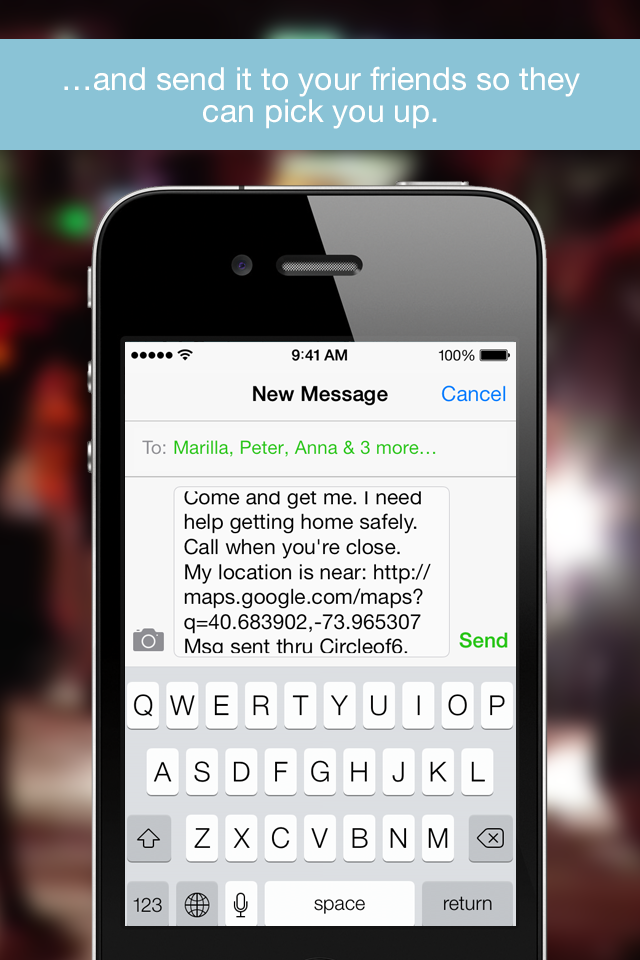 …and send it to your friends so they
can pick you up.
9:41 AM
100%
New Message
Cancel
To: Marilla, Peter, Anna & 3 more…
Come and get me. I need
help getting home safely.
Call when you're close.
My location is near: http://
maps.google.com/maps?
q=40.683902,-73.965307
Msg sent thru Circleof6.
Send
Q W E R T Y U I O P
A S D F G H J K L
Z X C V B N M
123
space
return